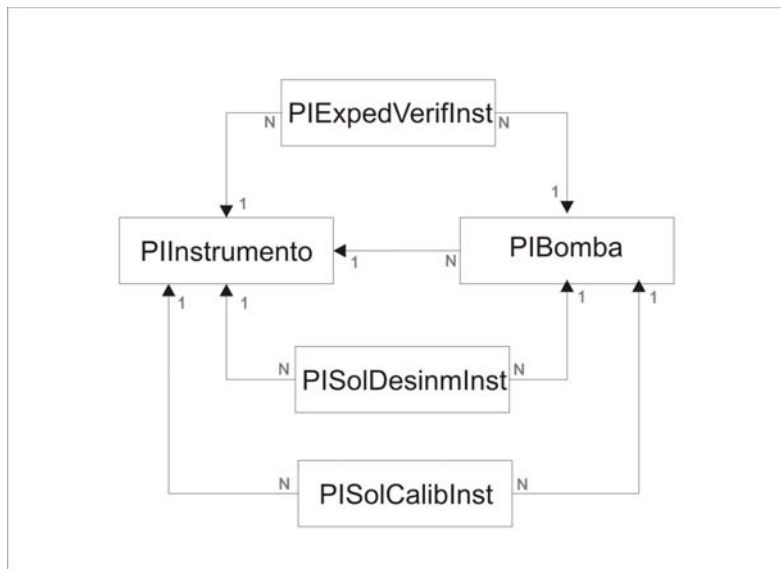 PIExpedVerifInst
N
N
1
1
PIInstrumento
PIBomba
1
N
1
1
1
1
N
PISolDesinmInst
N
N
PISolCalibInst
N